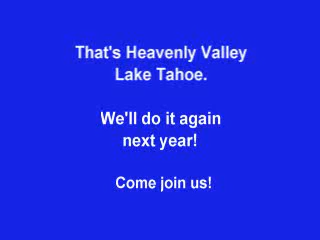 That's Heavenly Valley
Lake Tahoe.
We'll do it again
next year!
Come join us!